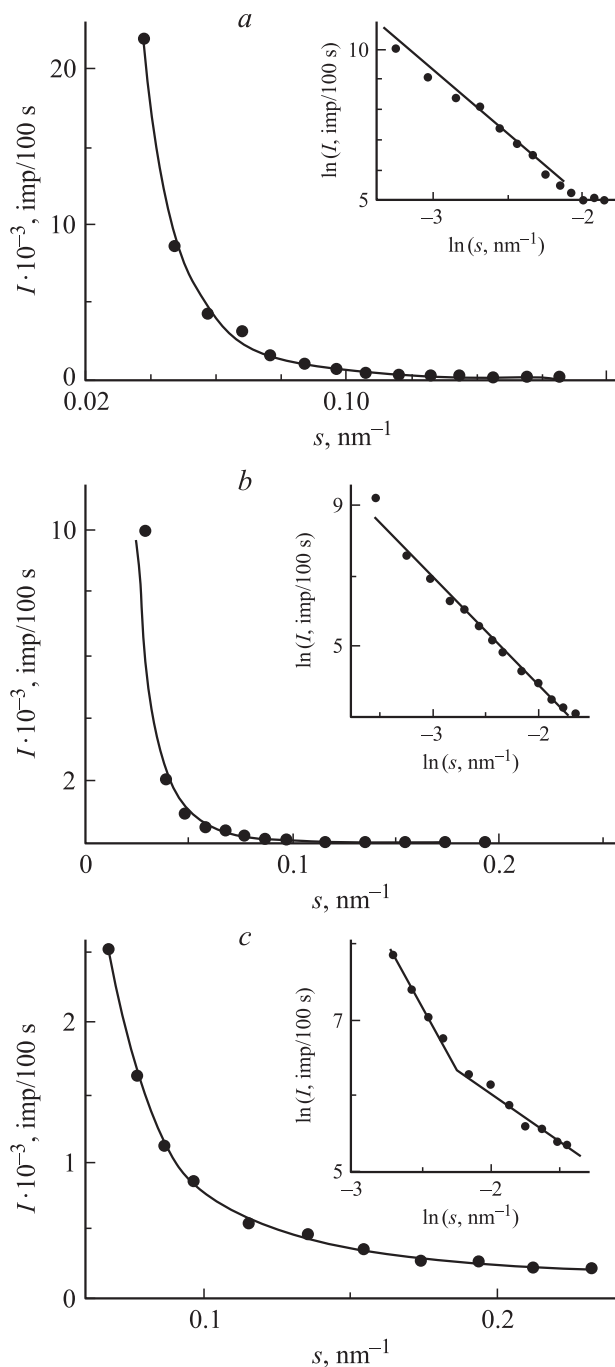 a
I·10⁻³, imp/100 s
20
10
0
0.02
0.10
s, nm⁻¹
ln (I, imp/100 s)
10
5
−3
−2
ln (s, nm⁻¹)
b
I·10⁻³, imp/100 s
10
2
0
0.1
0.2
s, nm⁻¹
ln (I, imp/100 s)
9
5
−3
−2
ln (s, nm⁻¹)
c
I·10⁻³, imp/100 s
2
1
0
0.1
0.2
s, nm⁻¹
ln (I, imp/100 s)
7
5
−3
−2
ln (s, nm⁻¹)